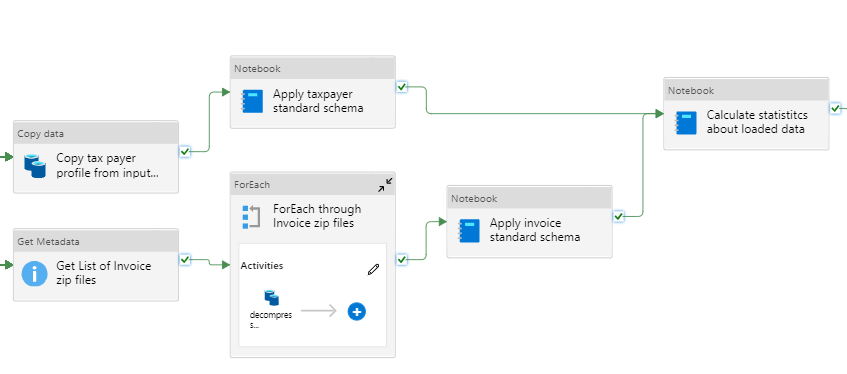 Notebook
Apply taxpayer
standard schema
Notebook
Calculate statistitcs
about loaded data
Copy data
Copy tax payer
profile from input...
ForEach
ForEach through
Invoice zip files
Activities
decompres
s...
Notebook
Apply invoice
standard schema
Get Metadata
Get List of Invoice
zip files